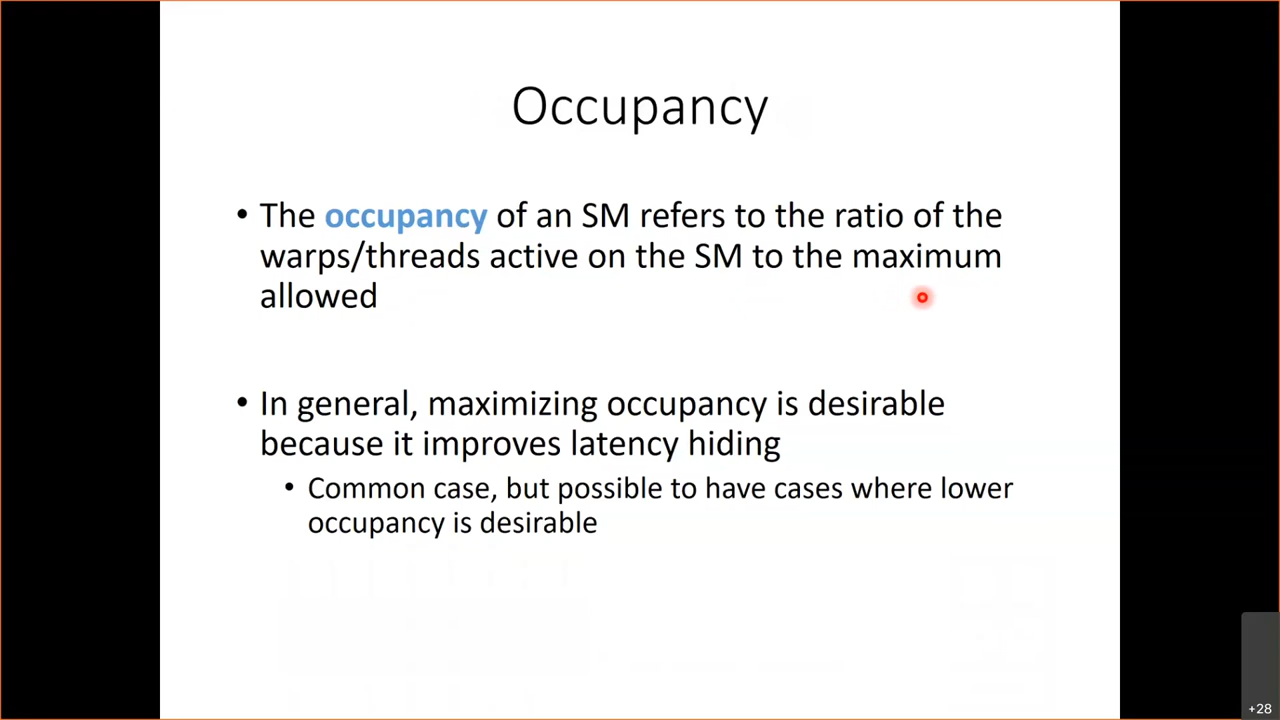 Occupancy
• The occupancy of an SM refers to the ratio of the
warps/threads active on the SM to the maximum
allowed
• In general, maximizing occupancy is desirable
because it improves latency hiding
• Common case, but possible to have cases where lower
occupancy is desirable
+28